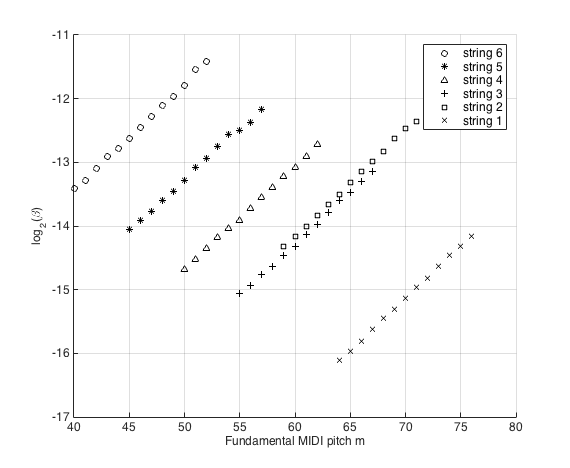 -11
-12
-13
-14
-15
-16
-17
log₂(β)
40 45 50 55 60 65 70 75 80
Fundamental MIDI pitch m
string 6
string 5
string 4
string 3
string 2
string 1